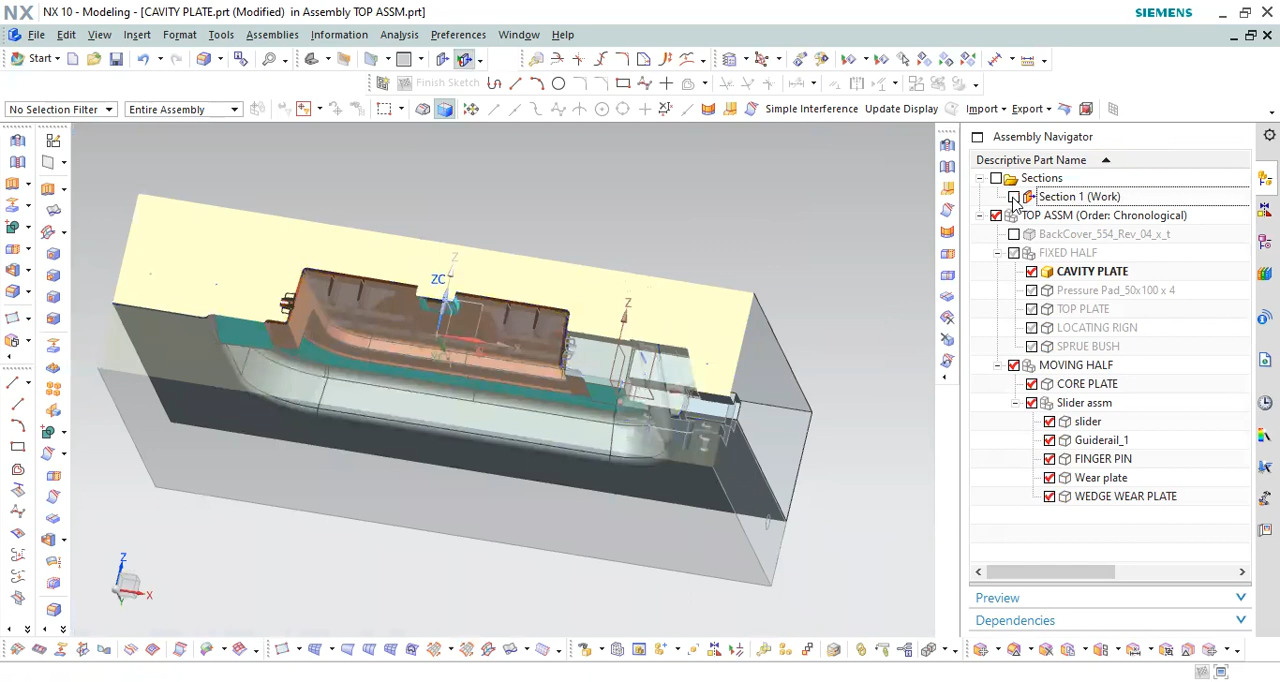 NX NX 10 - Modeling - [CAVITY PLATE.prt (Modified) in Assembly TOP ASSM.prt] SIEMENS
File Edit View Insert Format Tools Assemblies Information Analysis Preferences Window Help
Start
Finish Sketch
No Selection Filter Entire Assembly Simple Interference Update Display Import Export
Assembly Navigator
Descriptive Part Name
Sections
Section 1 (Work)
TOP ASSM (Order: Chronological)
BackCover_554_Rev_04_x_t
FIXED HALF
CAVITY PLATE
Pressure Pad_50x100 x 4
TOP PLATE
LOCATING RIGN
SPRUE BUSH
MOVING HALF
CORE PLATE
Slider assm
slider
Guiderail_1
FINGER PIN
Wear plate
WEDGE WEAR PLATE
Preview
Dependencies
Z
ZC
Z
X
Z
X
Y